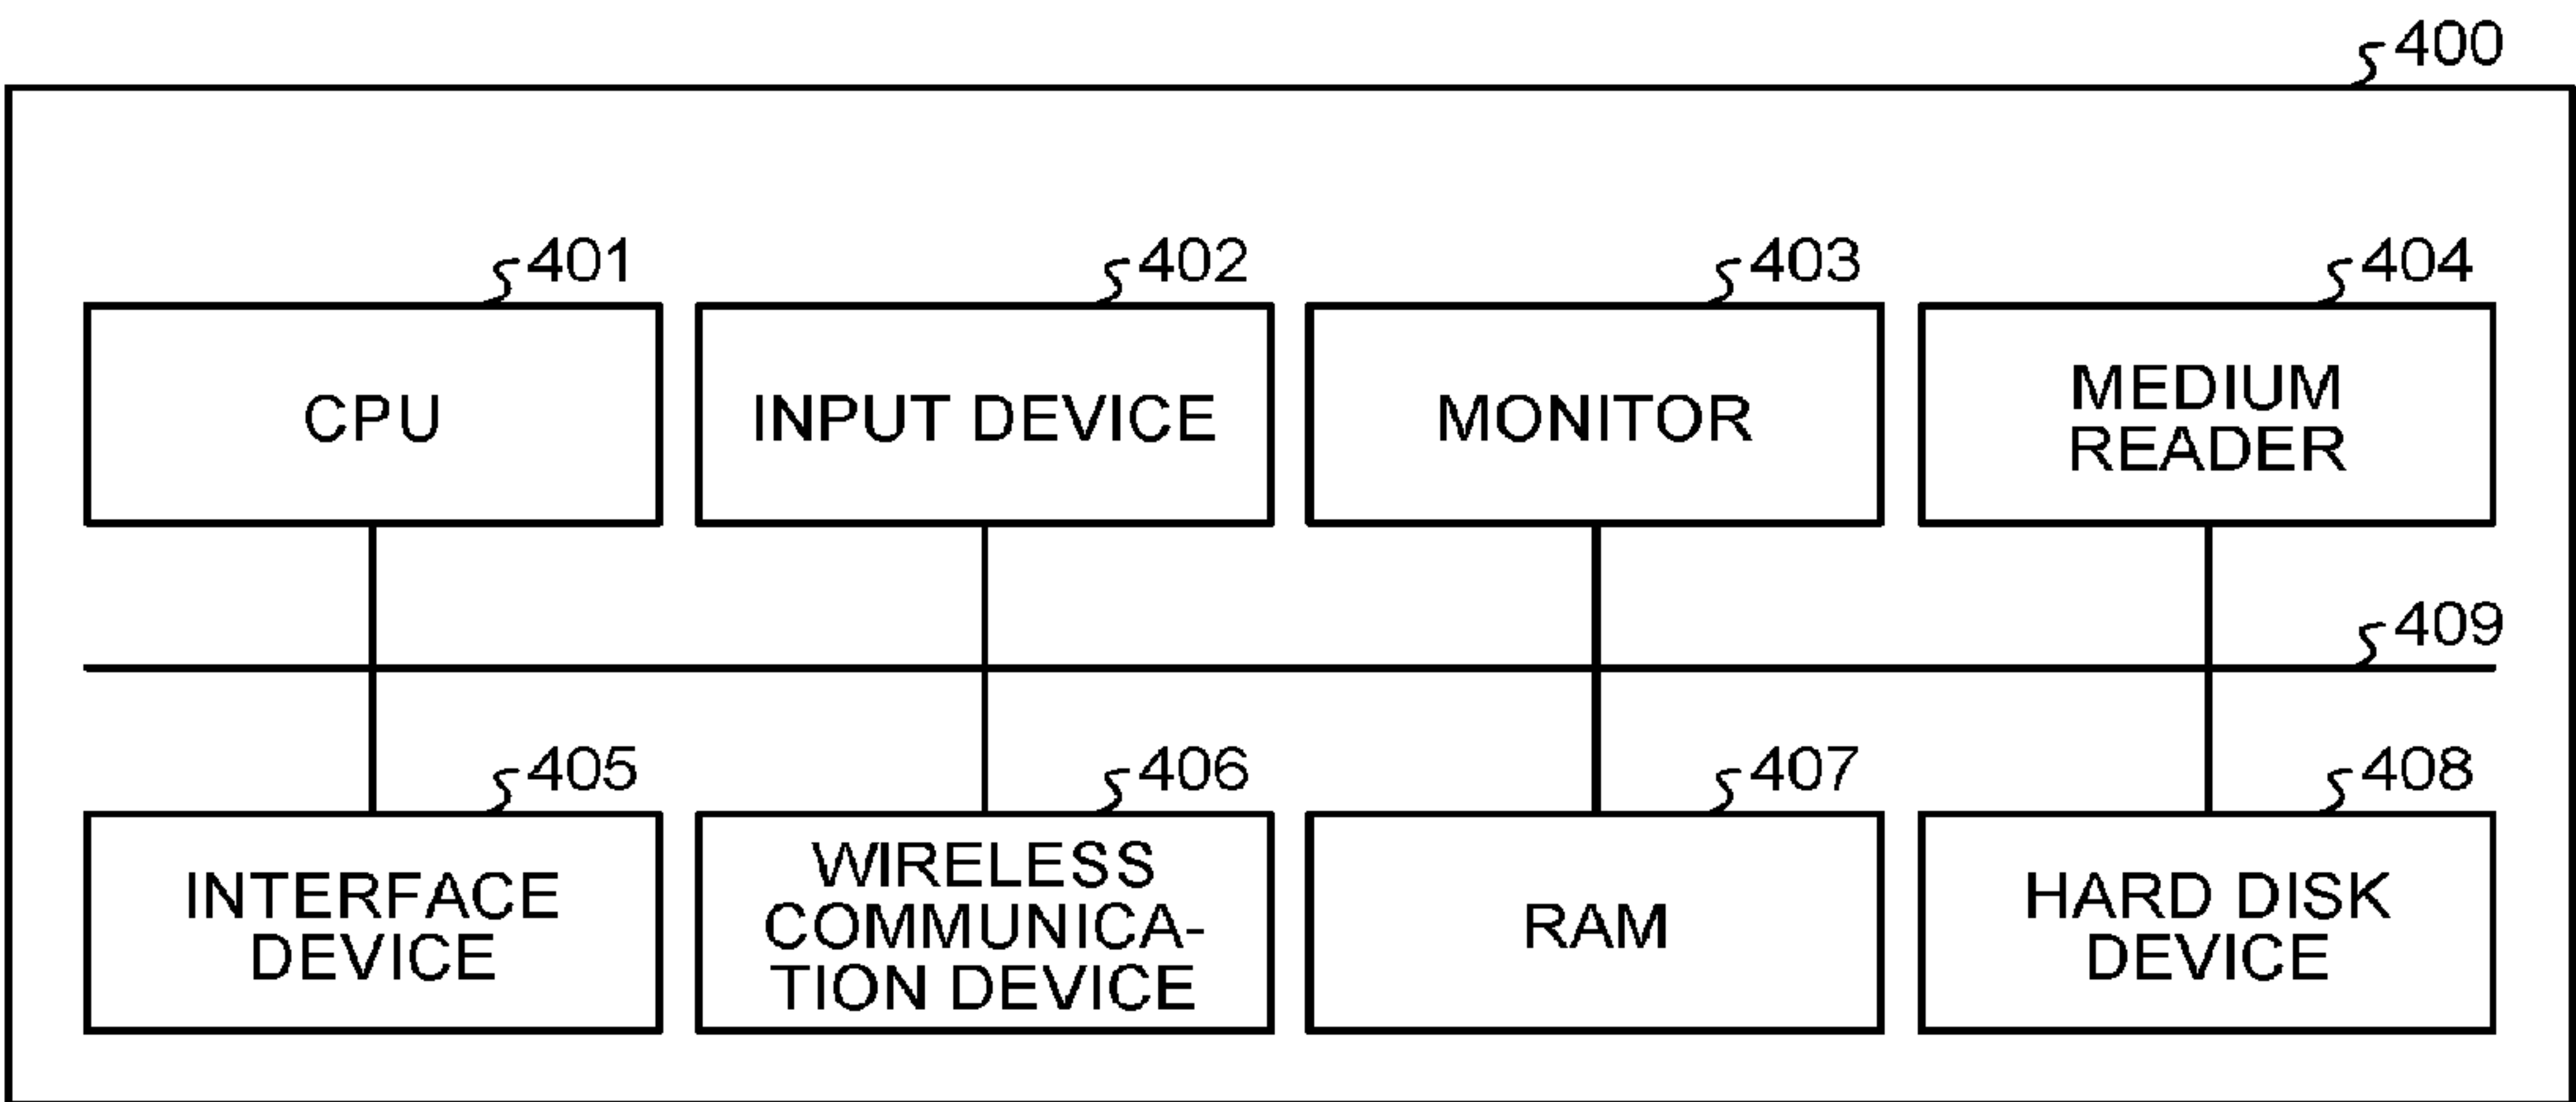 400
401
402
403
404
CPU
INPUT DEVICE
MONITOR
MEDIUM
READER
409
405
406
407
408
INTERFACE
DEVICE
WIRELESS
COMMUNICA-
TION DEVICE
RAM
HARD DISK
DEVICE